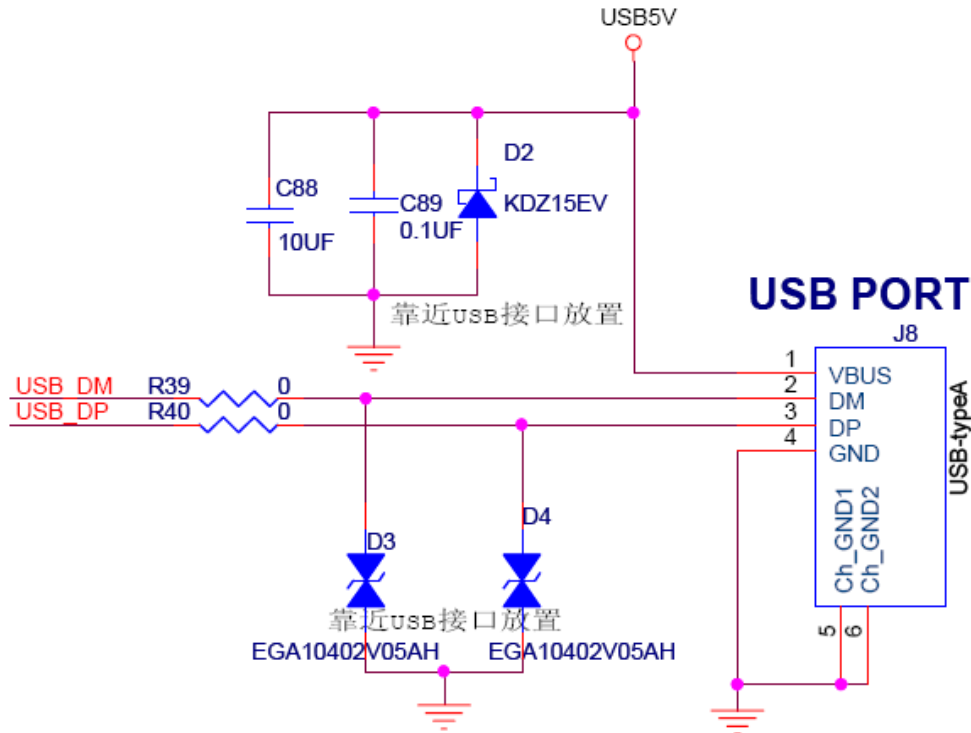 USB5V
D2
C88
C89
KDZ15EV
10UF
0.1UF
靠近USB接口放置
USB PORT
J8
USB_DM
R39
0
1
VBUS
USB_DP
R40
0
2
DM
3
DP
4
GND
USB-typeA
Ch_GND1
Ch_GND2
D3
D4
靠近USB接口放置
EGA10402V05AH
EGA10402V05AH
5
6